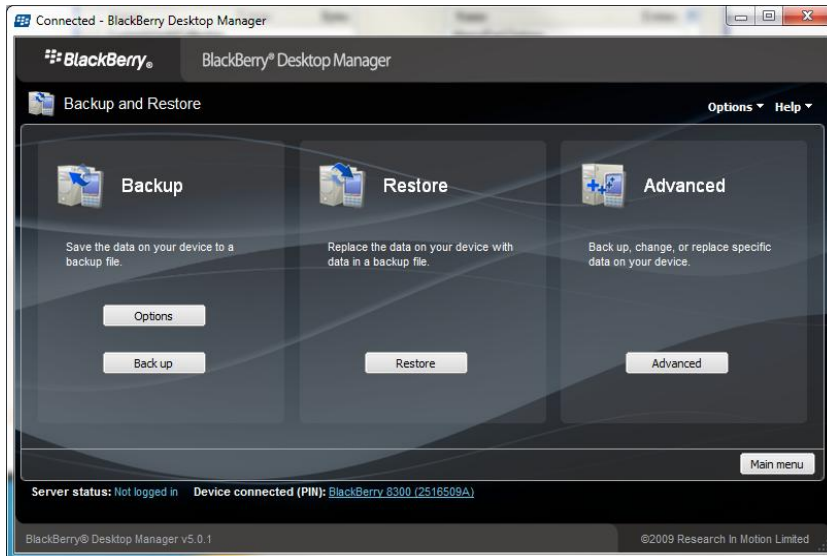 Connected - BlackBerry Desktop Manager
BlackBerry® BlackBerry® Desktop Manager
Backup and Restore Options Help
Backup Restore Advanced
Save the data on your device to a
backup file.
Replace the data on your device with
data in a backup file.
Back up, change, or replace specific
data on your device.
Options
Back up Restore Advanced
Main menu
Server status: Not logged in Device connected (PIN): BlackBerry 8300 (2516509A)
BlackBerry® Desktop Manager v5.0.1 ©2009 Research In Motion Limited